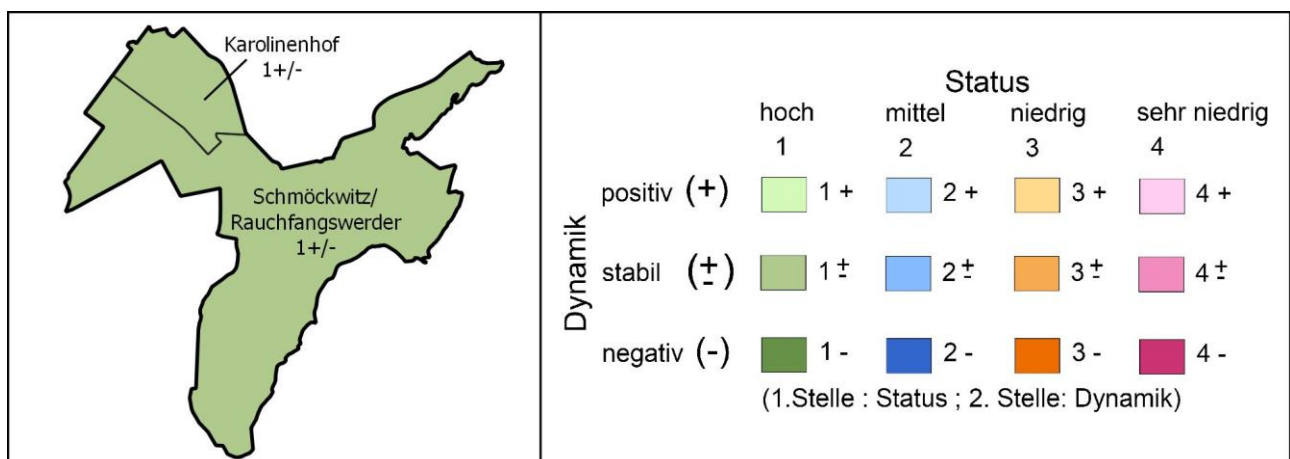 Karolinenhof
1+/-
Schmöckwitz/
Rauchfangswerder
1+/-
Status
hoch mittel niedrig sehr niedrig
1 2 3 4
Dynamik
positiv (+) 1 + 2 + 3 + 4 +
stabil (±) 1 ± 2 ± 3 ± 4 ±
negativ (-) 1 - 2 - 3 - 4 -
(1.Stelle : Status ; 2. Stelle: Dynamik)